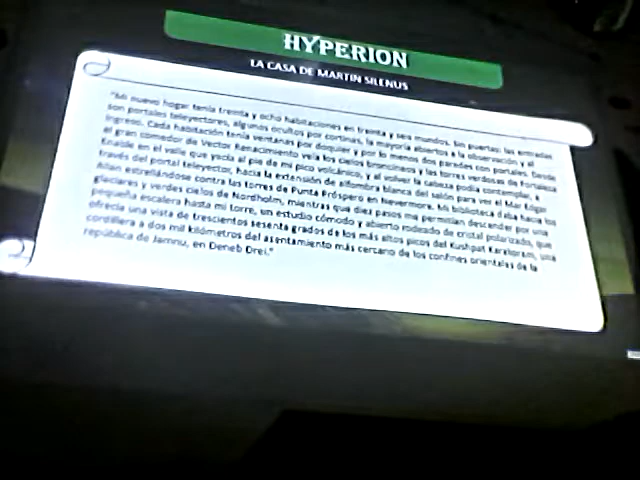 HYPERION
LA CASA DE MARTIN SILENUS
"Mi nuevo hogar tenía treinta y ocho habitaciones en treinta y seis mundos. Sin puertas: las entradas
son portales teleyectores, algunos ocultos por cortinas, la mayoría abiertos a la observación y el
ingreso. Cada habitación tenía ventanas por doquier y por lo menos dos paredes con portales. Desde
el gran comedor de Vector Renacimiento veía los cielos broncíneos y las torres verdosas de Fortaleza
Enable en el valle que yacía al pie de mi pico volcánico, y al volver la cabeza podía contemplar, a
través del portal teleyector, hacia la extensión de alfombra blanca del salón para ver el Mar Edgar
Allan estrellándose contra las torres de Punta Próspero en Nevermore. Mi biblioteca daba hacia los
glaciares y verdes cielos de Nordholm, mientras que diez pasos me permitían descender por una
pequeña escalera hasta mi torre, un estudio cómodo y abierto rodeado de cristal polarizado, que
ofrecía una vista de trescientos sesenta grados de los más altos picos del Kushpat Karakoram, una
cordillera a dos mil kilómetros del asentamiento más cercano de los confines orientales de la
república de Jamnu, en Deneb Drei."